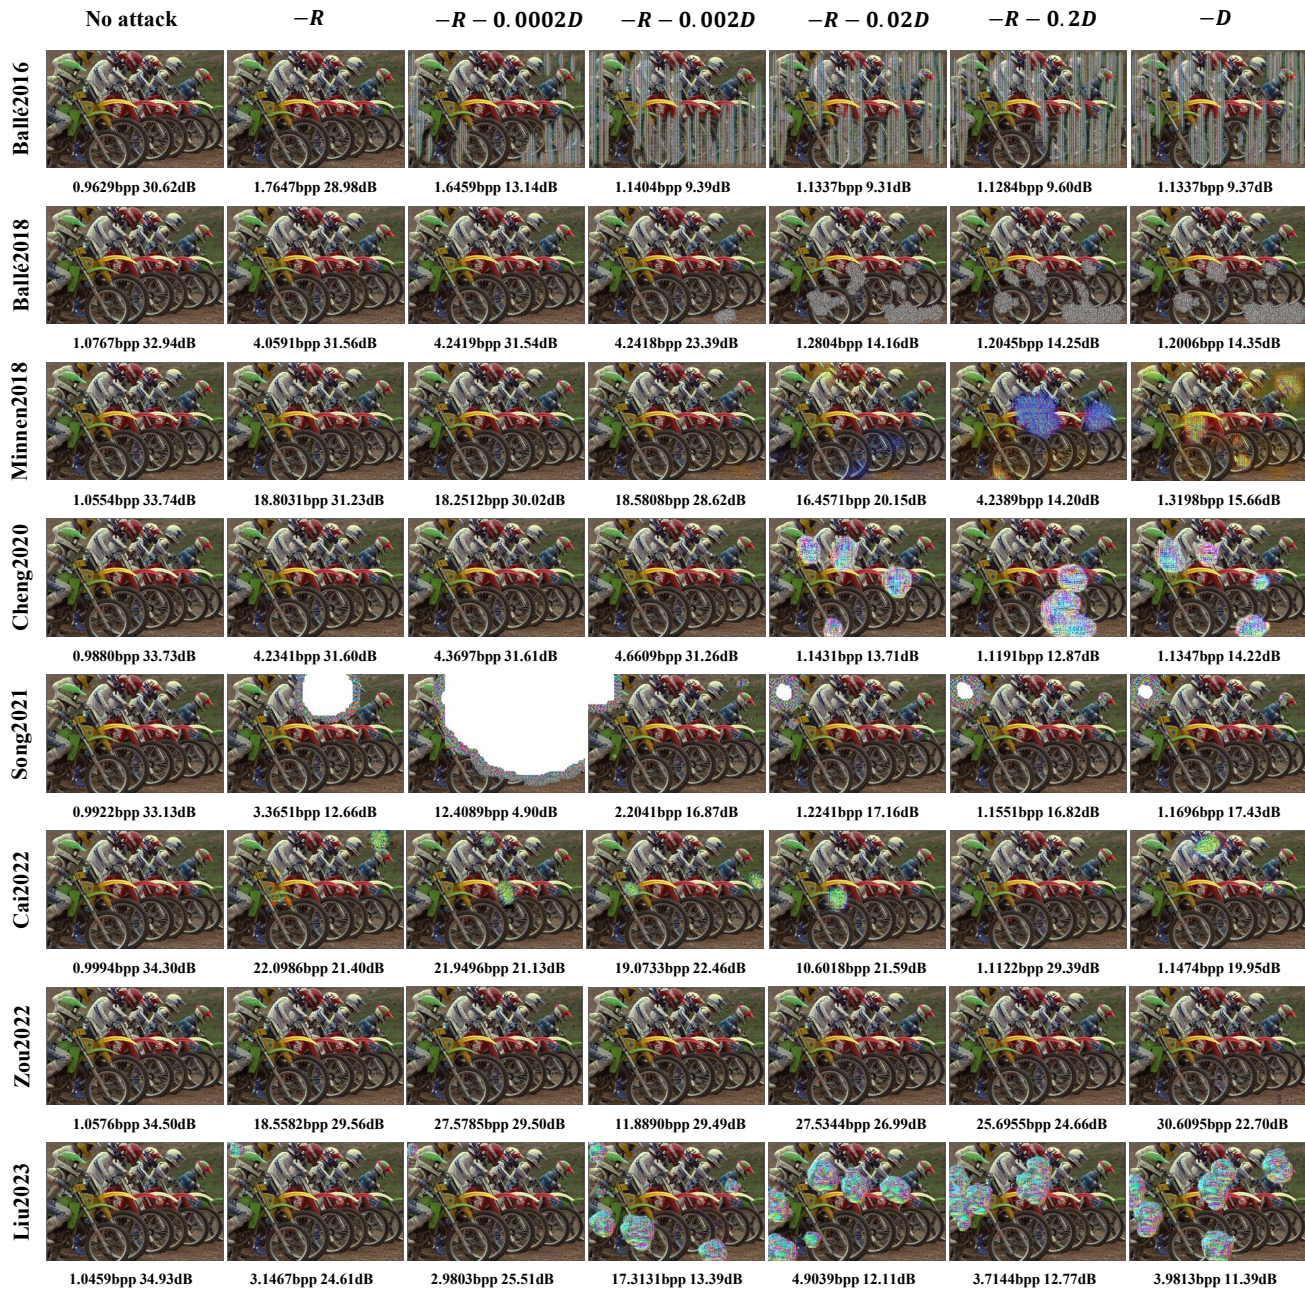 No attack −R −R − 0.0002D −R − 0.002D −R − 0.02D −R − 0.2D −D
Ballé2016
0.9629bpp 30.62dB 1.7647bpp 28.98dB 1.6459bpp 13.14dB 1.1404bpp 9.39dB 1.1337bpp 9.31dB 1.1284bpp 9.60dB 1.1337bpp 9.37dB
Ballé2018
1.0767bpp 32.94dB 4.0591bpp 31.56dB 4.2419bpp 31.54dB 4.2418bpp 23.39dB 1.2804bpp 14.16dB 1.2045bpp 14.25dB 1.2006bpp 14.35dB
Minnen2018
1.0554bpp 33.74dB 18.8031bpp 31.23dB 18.2512bpp 30.02dB 18.5808bpp 28.62dB 16.4571bpp 20.15dB 4.2389bpp 14.20dB 1.3198bpp 15.66dB
Cheng2020
0.9880bpp 33.73dB 4.2341bpp 31.60dB 4.3697bpp 31.61dB 4.6609bpp 31.26dB 1.1431bpp 13.71dB 1.1191bpp 12.87dB 1.1347bpp 14.22dB
Song2021
0.9922bpp 33.13dB 3.3651bpp 12.66dB 12.4089bpp 4.90dB 2.2041bpp 16.87dB 1.2241bpp 17.16dB 1.1551bpp 16.82dB 1.1696bpp 17.43dB
Cai2022
0.9994bpp 34.30dB 22.0986bpp 21.40dB 21.9496bpp 21.13dB 19.0733bpp 22.46dB 10.6018bpp 21.59dB 1.1122bpp 29.39dB 1.1474bpp 19.95dB
Zou2022
1.0576bpp 34.50dB 18.5582bpp 29.56dB 27.5785bpp 29.50dB 11.8890bpp 29.49dB 27.5344bpp 26.99dB 25.6955bpp 24.66dB 30.6095bpp 22.70dB
Liu2023
1.0459bpp 34.93dB 3.1467bpp 24.61dB 2.9803bpp 25.51dB 17.3131bpp 13.39dB 4.9039bpp 12.11dB 3.7144bpp 12.77dB 3.9813bpp 11.39dB